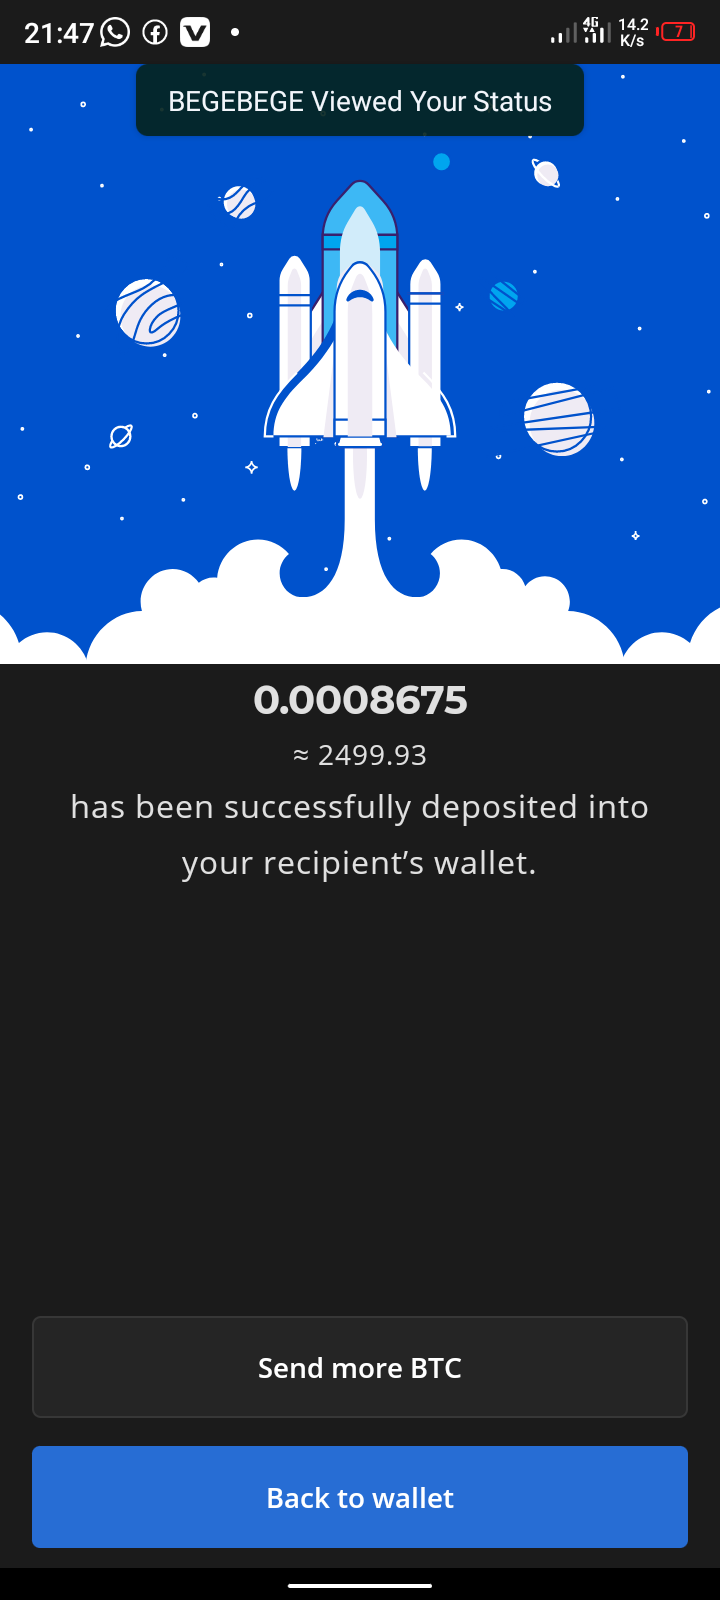 21:47
4G
14.2
K/s
7
BEGEBEGE Viewed Your Status
0.0008675
≈ 2499.93
has been successfully deposited into
your recipient’s wallet.
Send more BTC
Back to wallet